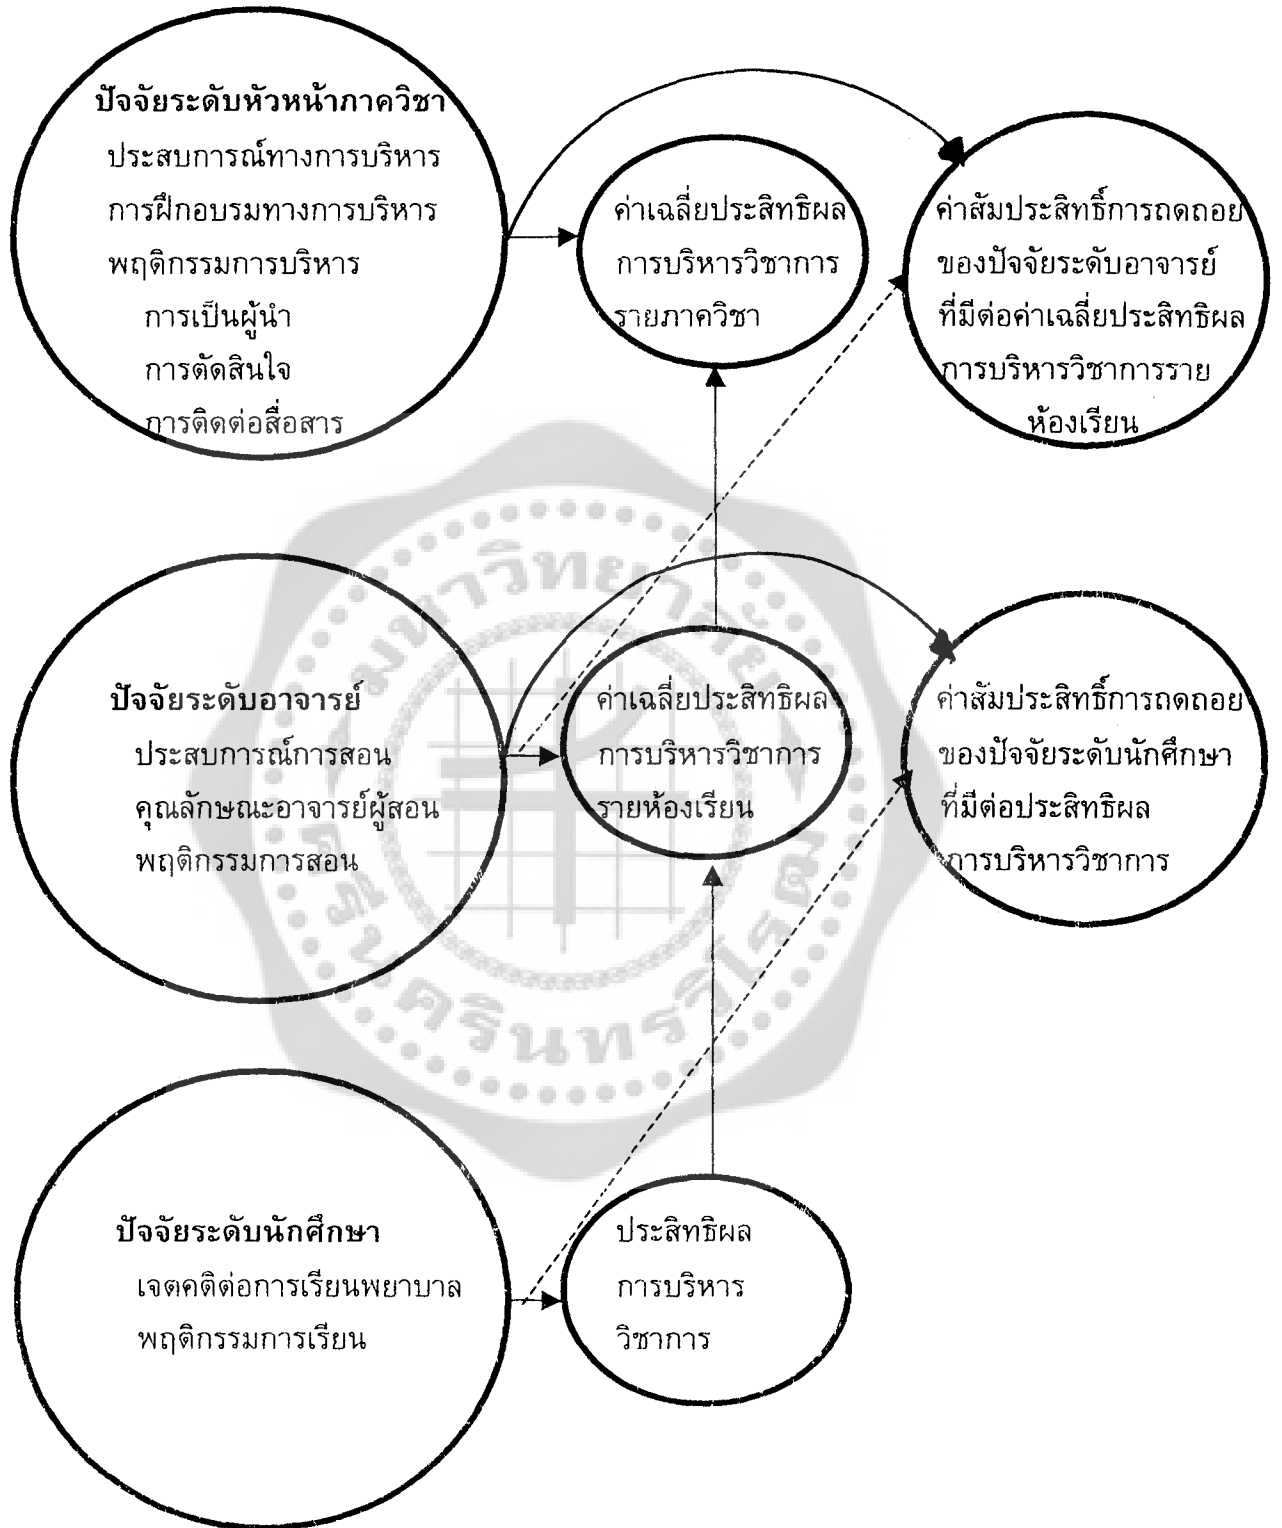 ปัจจัยระดับหัวหน้าภาควิชา
ประสบการณ์ทางการบริหาร
การฝึกอบรมทางการบริหาร
พฤติกรรมการบริหาร
การเป็นผู้นำ
การตัดสินใจ
การติดต่อสื่อสาร
ค่าเฉลี่ยประสิทธิผล
การบริหารวิชาการ
รายภาควิชา
ค่าสัมประสิทธิ์การถดถอย
ของปัจจัยระดับอาจารย์
ที่มีต่อค่าเฉลี่ยประสิทธิผล
การบริหารวิชาการราย
ห้องเรียน
ปัจจัยระดับอาจารย์
ประสบการณ์การสอน
คุณลักษณะอาจารย์ผู้สอน
พฤติกรรมการสอน
ค่าเฉลี่ยประสิทธิผล
การบริหารวิชาการ
รายห้องเรียน
ค่าสัมประสิทธิ์การถดถอย
ของปัจจัยระดับนักศึกษา
ที่มีต่อประสิทธิผล
การบริหารวิชาการ
ปัจจัยระดับนักศึกษา
เจตคติต่อการเรียนพยาบาล
พฤติกรรมการเรียน
ประสิทธิผล
การบริหาร
วิชาการ
มหาวิทยาลัย
ศรีนครินทรวิโรฒ